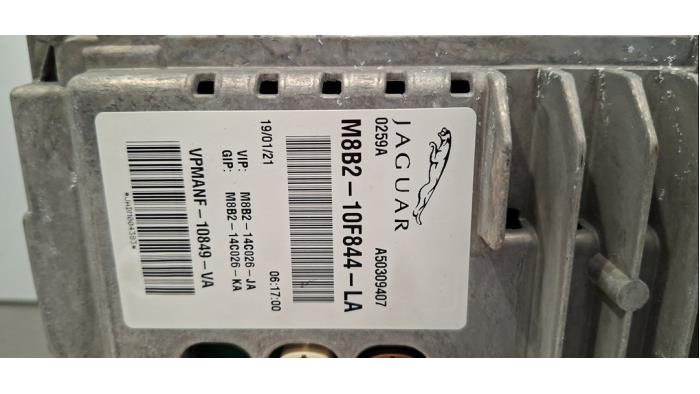 JAGUAR
0259A A50309407
M8B2-10F844-LA
19/01/21 06:17:00
VIP: M8B2-14C026-JA
GIP: M8B2-14C026-KA
VPMANF-10849-VA